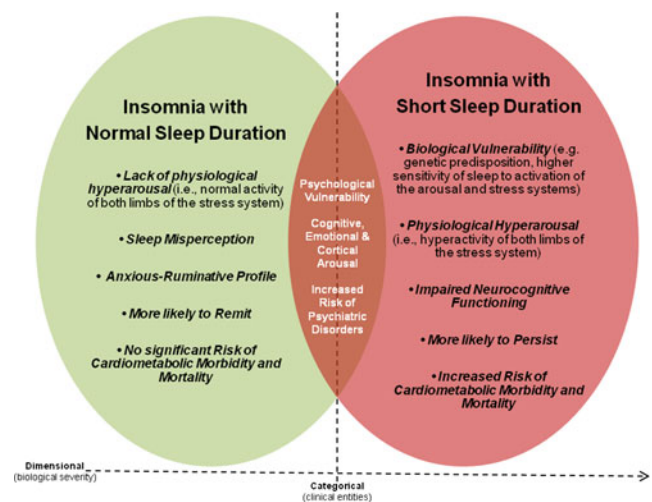 Insomnia with
Normal Sleep Duration
•Lack of physiological
hyperarousal (i.e., normal activity
of both limbs of the stress system)
•Sleep Misperception
•Anxious-Ruminative Profile
•More likely to Remit
•No significant Risk of
Cardiometabolic Morbidity and
Mortality
Psychological
Vulnerability
Cognitive,
Emotional &
Cortical
Arousal
Increased
Risk of
Psychiatric
Disorders
Insomnia with
Short Sleep Duration
•Biological Vulnerability (e.g.
genetic predisposition, higher
sensitivity of sleep to activation
of the arousal and stress systems)
•Physiological Hyperarousal
(i.e., hyperactivity of both limbs of
the stress system)
•Impaired Neurocognitive
Functioning
•More likely to Persist
•Increased Risk of
Cardiometabolic Morbidity and
Mortality
Dimensional
(biological severity)
Categorical
(clinical entities)